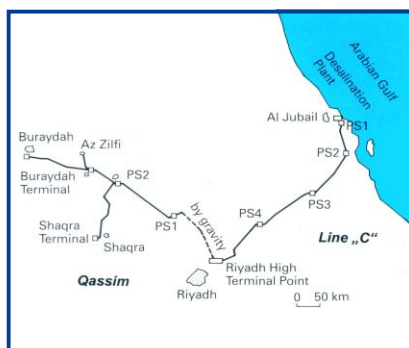 Arabian Gulf
Desalination
Plant
Al Jubail
PS1
PS2
PS3
PS4
Line „C“
Buraydah
Az Zilfi
PS2
Buraydah
Terminal
Shaqra
Terminal
Shaqra
PS1
by gravity
Qassim
Riyadh High
Terminal Point
Riyadh
0 50 km